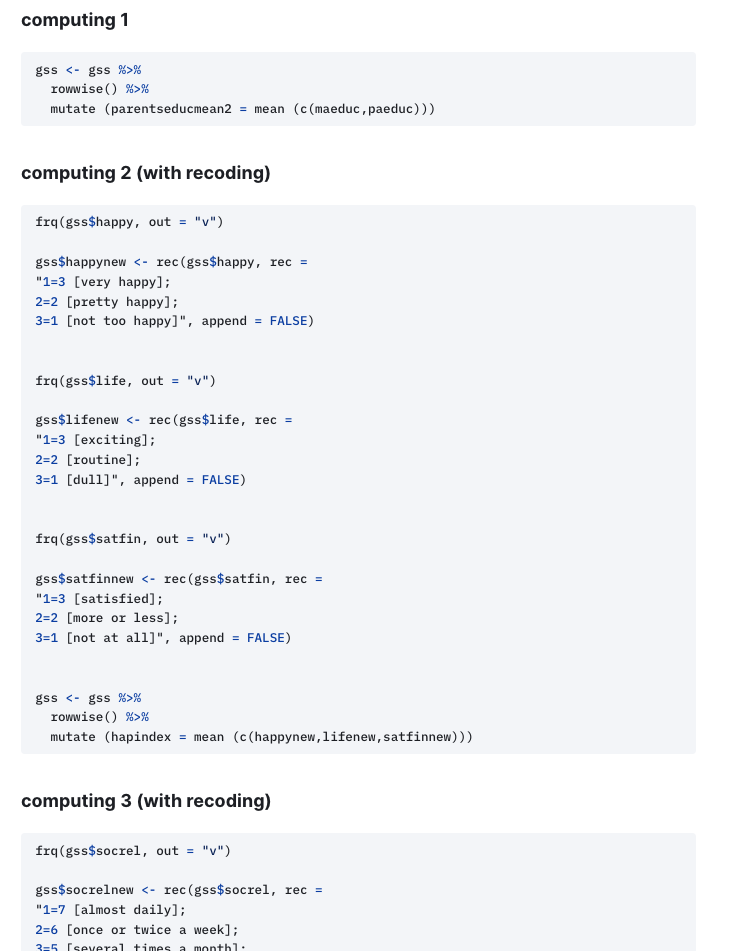 computing 1
gss <- gss %>%
  rowwise() %>%
  mutate (parentseducmean2 = mean (c(maeduc,paeduc)))
computing 2 (with recoding)
frq(gss$happy, out = "v")
gss$happynew <- rec(gss$happy, rec =
"1=3 [very happy];
2=2 [pretty happy];
3=1 [not too happy]", append = FALSE)
frq(gss$life, out = "v")
gss$lifenew <- rec(gss$life, rec =
"1=3 [exciting];
2=2 [routine];
3=1 [dull]", append = FALSE)
frq(gss$satfin, out = "v")
gss$satfinnew <- rec(gss$satfin, rec =
"1=3 [satisfied];
2=2 [more or less];
3=1 [not at all]", append = FALSE)
gss <- gss %>%
  rowwise() %>%
  mutate (hapindex = mean (c(happynew,lifenew,satfinnew)))
computing 3 (with recoding)
frq(gss$socrel, out = "v")
gss$socrelnew <- rec(gss$socrel, rec =
"1=7 [almost daily];
2=6 [once or twice a week];
3=5 [several times a month];